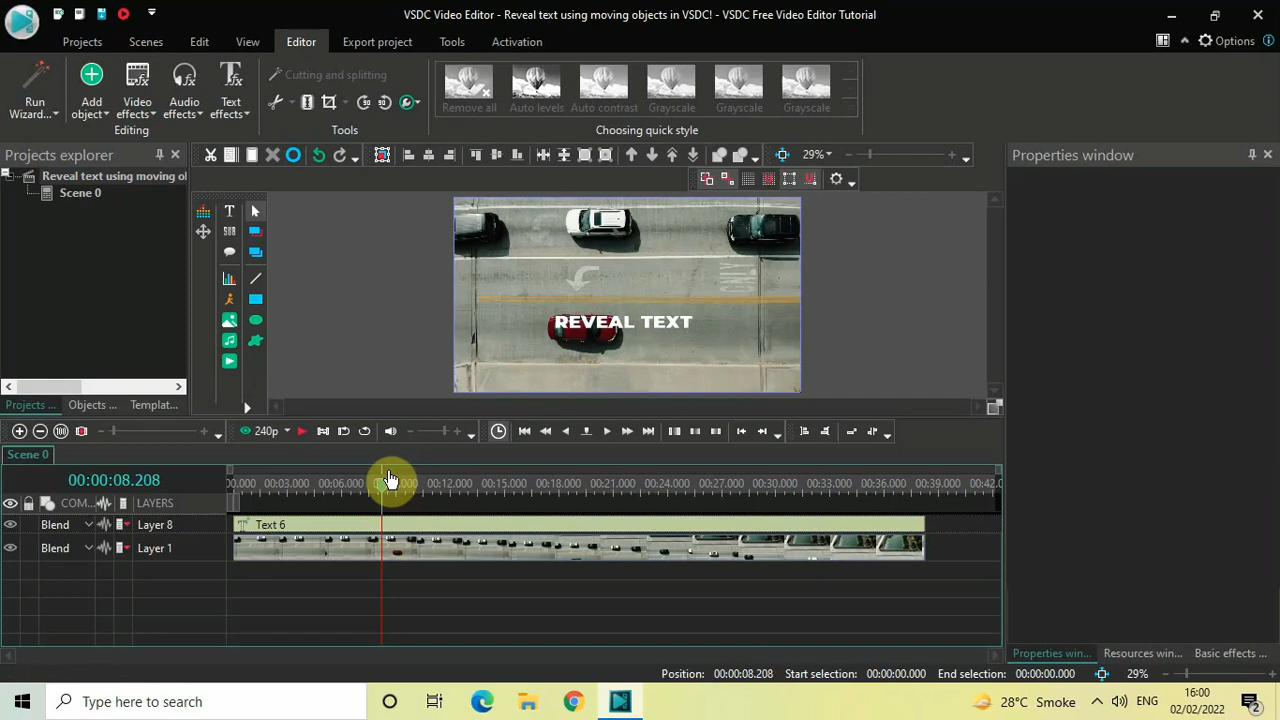 VSDC Video Editor - Reveal text using moving objects in VSDC! - VSDC Free Video Editor Tutorial
Projects Scenes Edit View Editor Export project Tools Activation
Options
Run Wizard...
Add object
Video effects
Audio effects
Text effects
Editing
Cutting and splitting
Tools
Remove all
Auto levels
Auto contrast
Grayscale
Grayscale
Grayscale
Choosing quick style
Projects explorer
Reveal text using moving ol
Scene 0
29%
Properties window
ONLY
REVEAL TEXT
Projects ... Objects ... Templat...
240p
Scene 0
00:00:08.208
0.000 00:03.000 00:06.000 00:12.000 00:15.000 00:18.000 00:21.000 00:24.000 00:27.000 00:30.000 00:33.000 00:36.000 00:39.000 00:42.0
COM... LAYERS
Blend Layer 8 Text 6
Blend Layer 1
Properties win... Resources win... Basic effects ...
Position: 00:00:08.208 Start selection: 00:00:00.000 End selection: 00:00:00.000 29%
Type here to search
28°C Smoke
ENG
16:00
02/02/2022
2